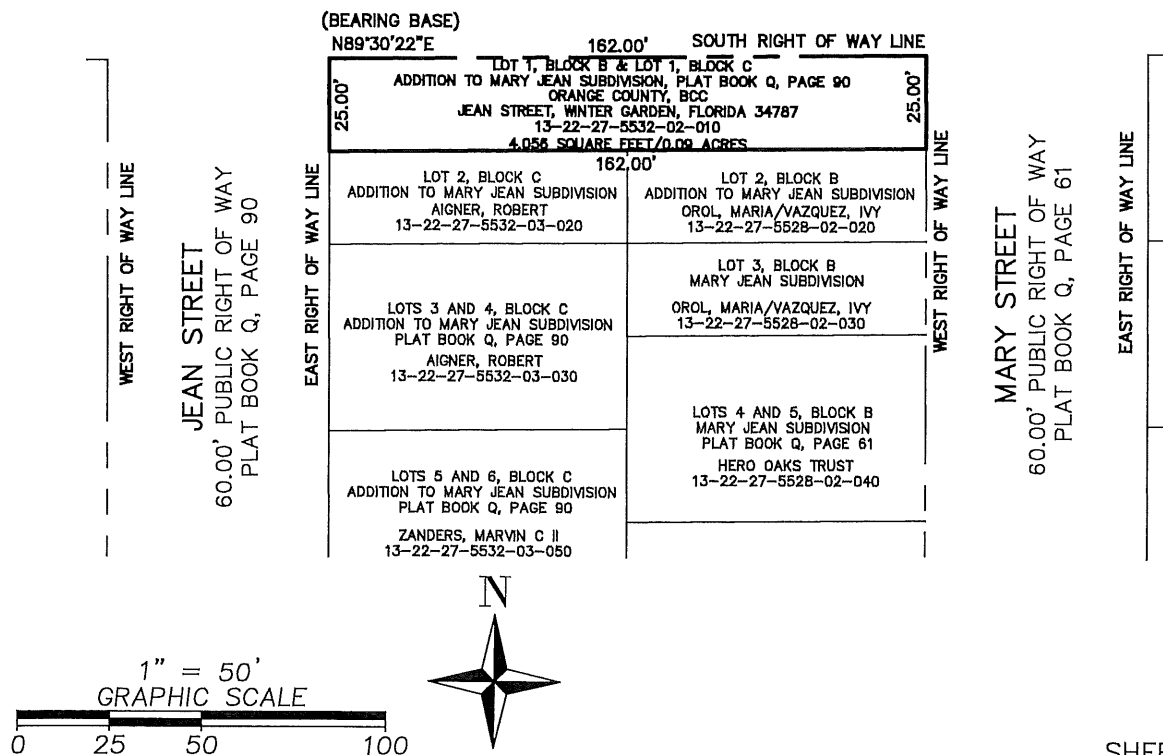 (BEARING BASE)
N89°30'22"E 162.00' SOUTH RIGHT OF WAY LINE
LOT 1, BLOCK B & LOT 1, BLOCK C
ADDITION TO MARY JEAN SUBDIVISION, PLAT BOOK Q, PAGE 90
ORANGE COUNTY, BCC
JEAN STREET, WINTER GARDEN, FLORIDA 34787
13-22-27-5532-02-010
4.056 SQUARE FEET/0.09 ACRES
25.00'
25.00'
162.00'
WEST RIGHT OF WAY LINE
JEAN STREET
60.00' PUBLIC RIGHT OF WAY
PLAT BOOK Q, PAGE 90
EAST RIGHT OF WAY LINE
LOT 2, BLOCK C
ADDITION TO MARY JEAN SUBDIVISION
AIGNER, ROBERT
13-22-27-5532-03-020
LOT 2, BLOCK B
ADDITION TO MARY JEAN SUBDIVISION
OROL, MARIA/VAZQUEZ, IVY
13-22-27-5528-02-020
LOTS 3 AND 4, BLOCK C
ADDITION TO MARY JEAN SUBDIVISION
PLAT BOOK Q, PAGE 90
AIGNER, ROBERT
13-22-27-5532-03-030
LOT 3, BLOCK B
MARY JEAN SUBDIVISION
OROL, MARIA/VAZQUEZ, IVY
13-22-27-5528-02-030
LOTS 4 AND 5, BLOCK B
MARY JEAN SUBDIVISION
PLAT BOOK Q, PAGE 61
HERO OAKS TRUST
13-22-27-5528-02-040
LOTS 5 AND 6, BLOCK C
ADDITION TO MARY JEAN SUBDIVISION
PLAT BOOK Q, PAGE 90
ZANDERS, MARVIN C II
13-22-27-5532-03-050
WEST RIGHT OF WAY LINE
MARY STREET
60.00' PUBLIC RIGHT OF WAY
PLAT BOOK Q, PAGE 61
EAST RIGHT OF WAY LINE
N
1" = 50'
GRAPHIC SCALE
0 25 50 100